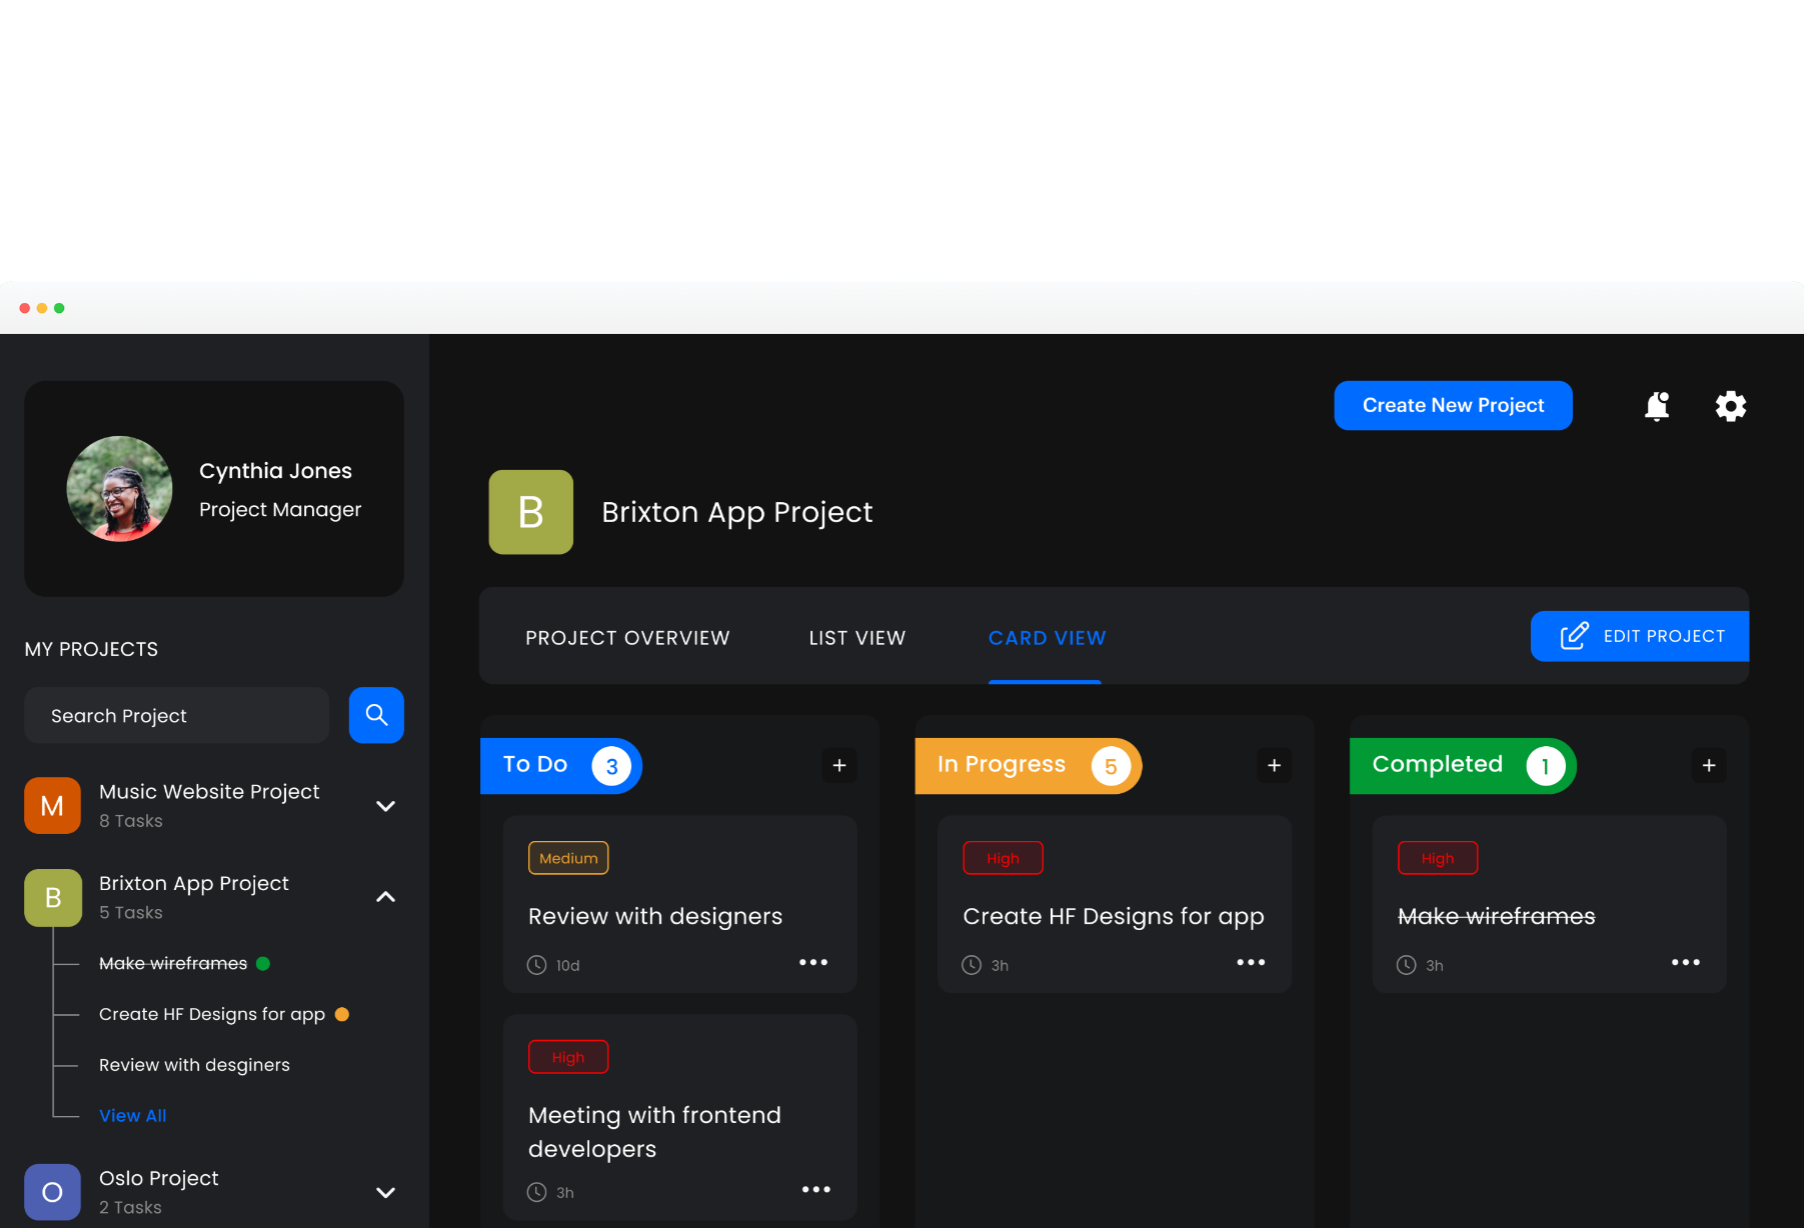 Create New Project
Cynthia Jones
Project Manager
B
Brixton App Project
MY PROJECTS
Search Project
PROJECT OVERVIEW
LIST VIEW
CARD VIEW
EDIT PROJECT
M
Music Website Project
8 Tasks
B
Brixton App Project
5 Tasks
Make wireframes
Create HF Designs for app
Review with desginers
View All
O
Oslo Project
2 Tasks
To Do 3
+
Medium
Review with designers
10d
High
Meeting with frontend
developers
3h
In Progress 5
+
High
Create HF Designs for app
3h
Completed 1
+
High
Make wireframes
3h